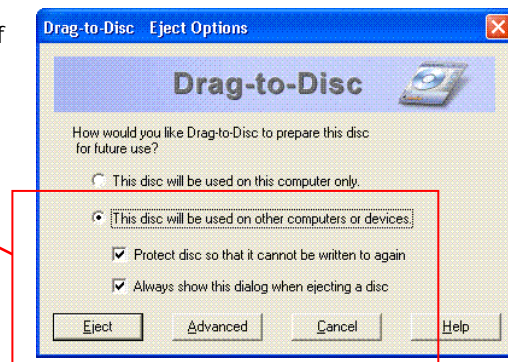 f
Drag-to-Disc Eject Options
Drag-to-Disc
How would you like Drag-to-Disc to prepare this disc
for future use?
This disc will be used on this computer only.
This disc will be used on other computers or devices.
Protect disc so that it cannot be written to again
Always show this dialog when ejecting a disc
Eject Advanced Cancel Help